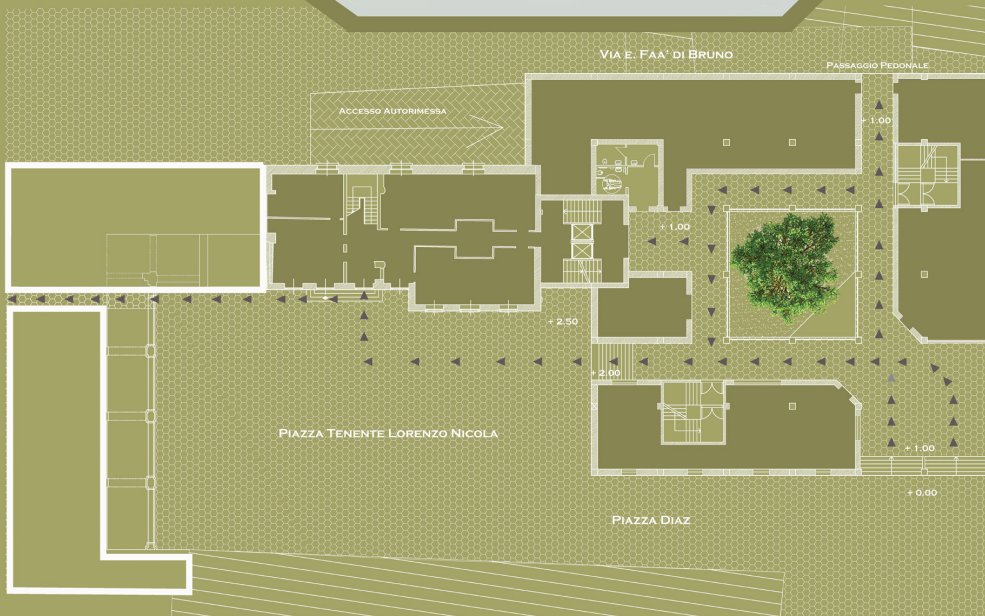 VIA E. FAA' DI BRUNO
PASSAGGIO PEDONALE
ACCESSO AUTORIMESSA
+ 1.00
+ 1.00
+ 2.50
+ 2.00
PIAZZA TENENTE LORENZO NICOLA
+ 1.00
+ 0.00
PIAZZA DIAZ